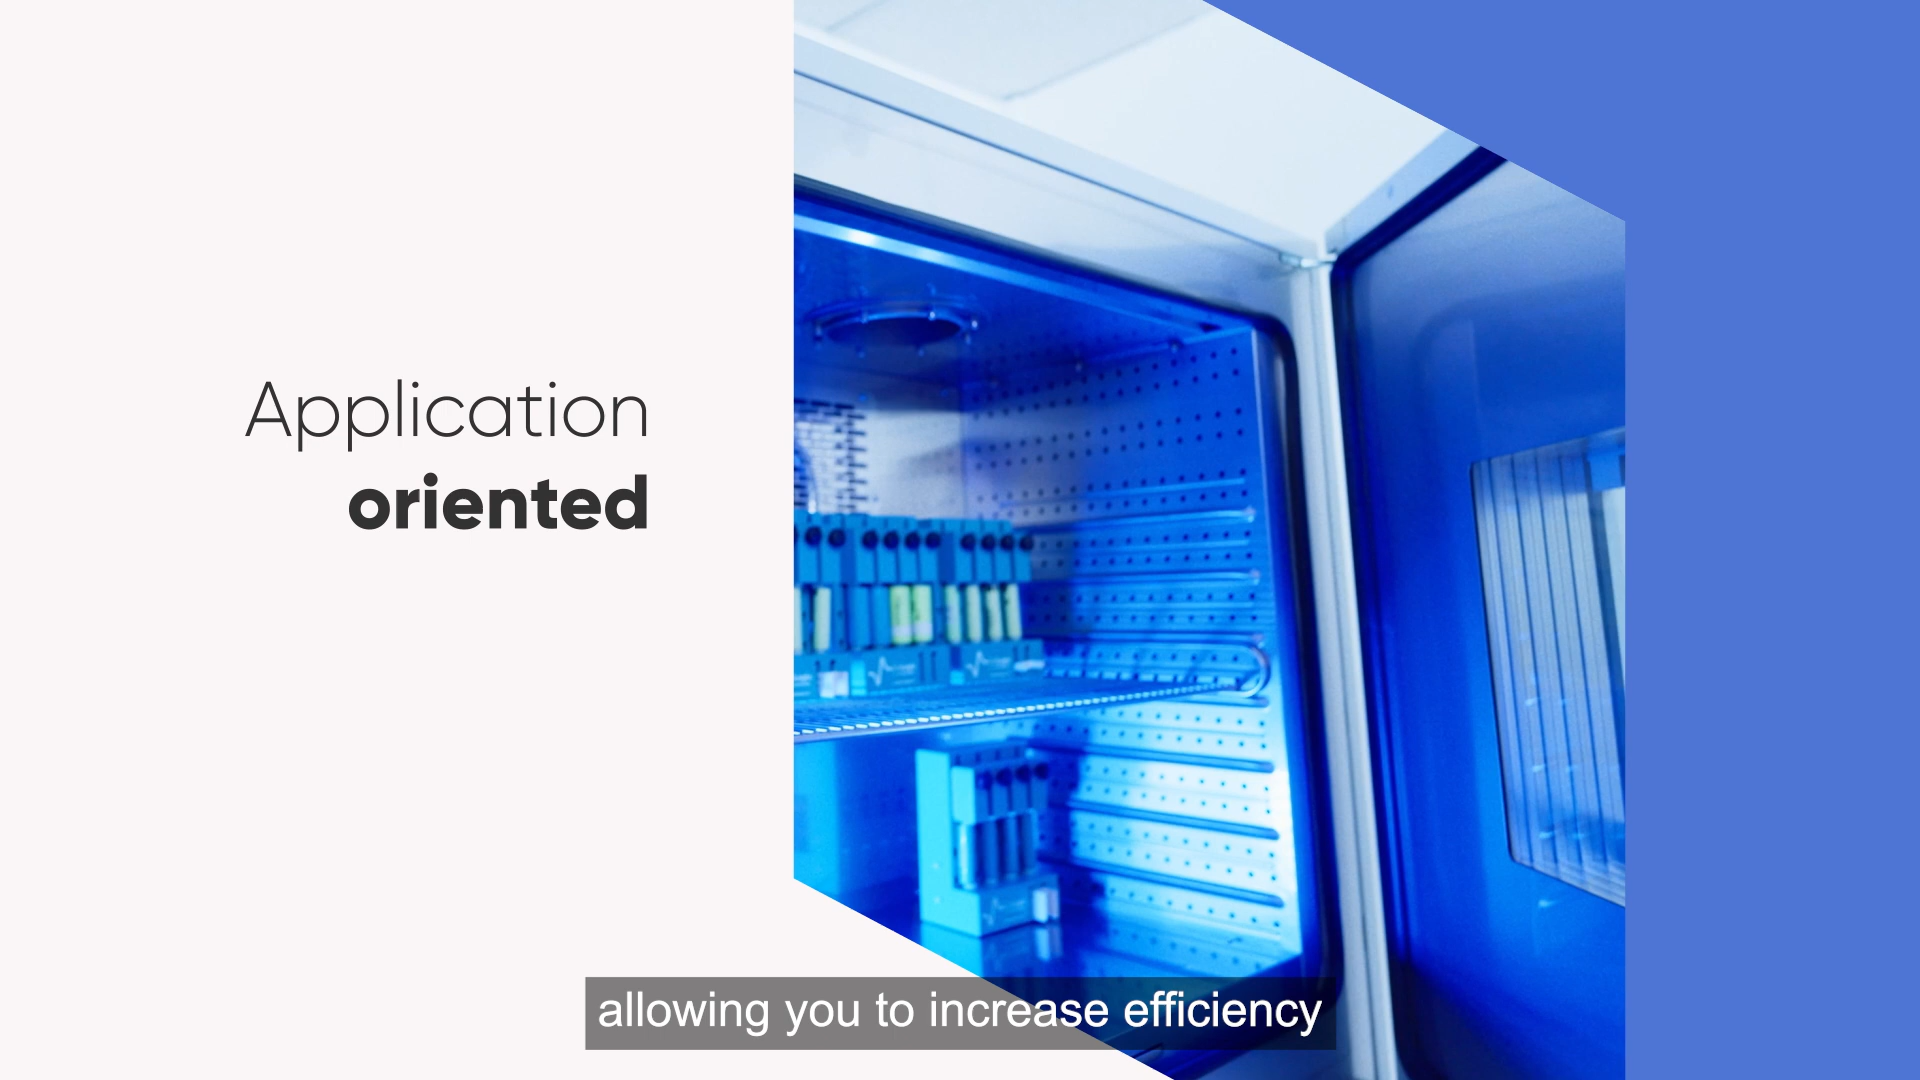 Application
oriented
allowing you to increase efficiency